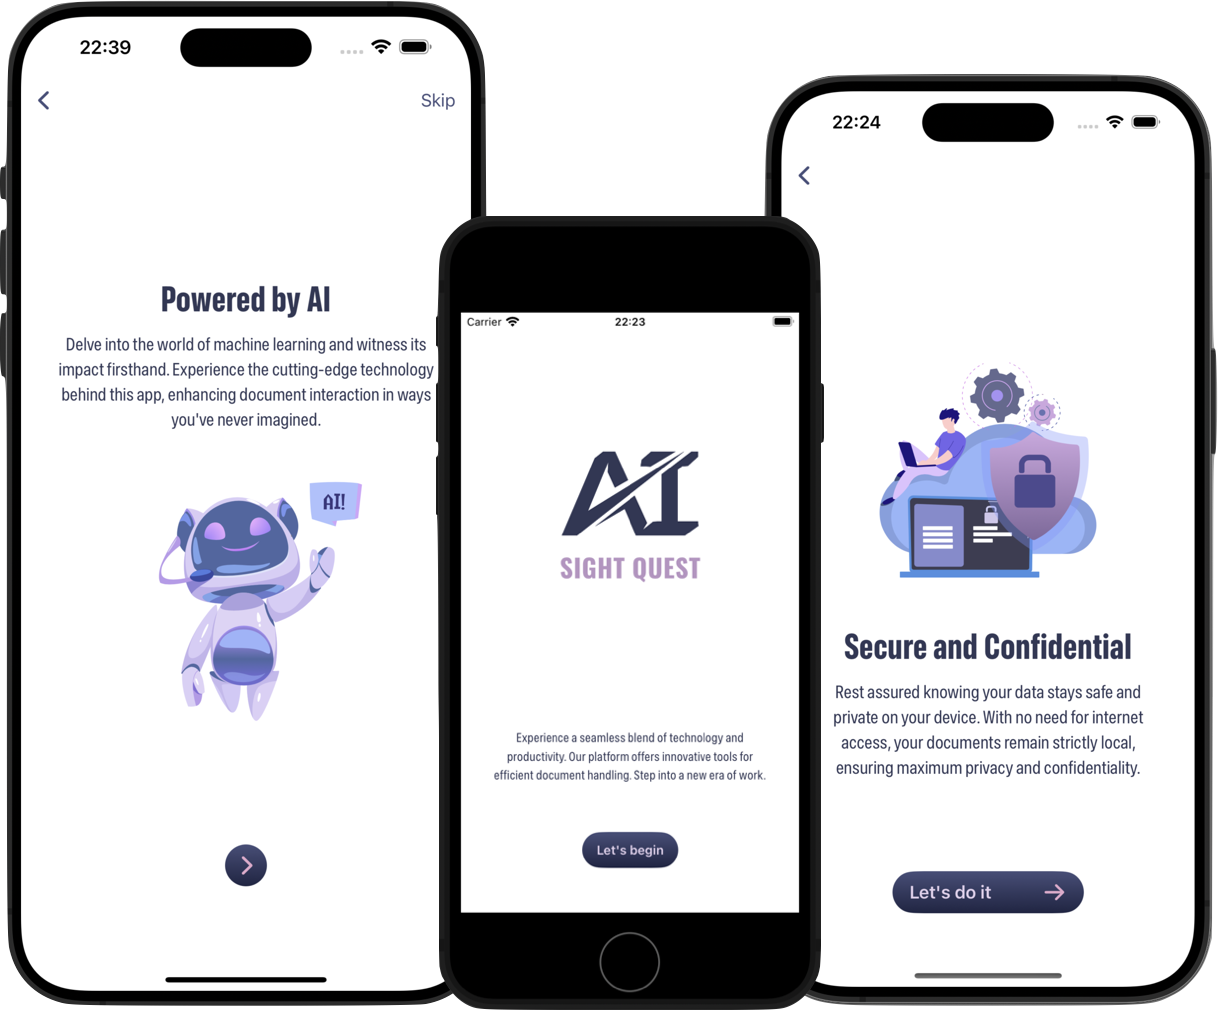 22:39
Skip
Powered by AI
Delve into the world of machine learning and witness its
impact firsthand. Experience the cutting-edge technology
behind this app, enhancing document interaction in ways
you've never imagined.
AI!
Carrier
22:23
AI
SIGHT QUEST
Experience a seamless blend of technology and
productivity. Our platform offers innovative tools for
efficient document handling. Step into a new era of work.
Let's begin
22:24
Secure and Confidential
Rest assured knowing your data stays safe and
private on your device. With no need for internet
access, your documents remain strictly local,
ensuring maximum privacy and confidentiality.
Let's do it